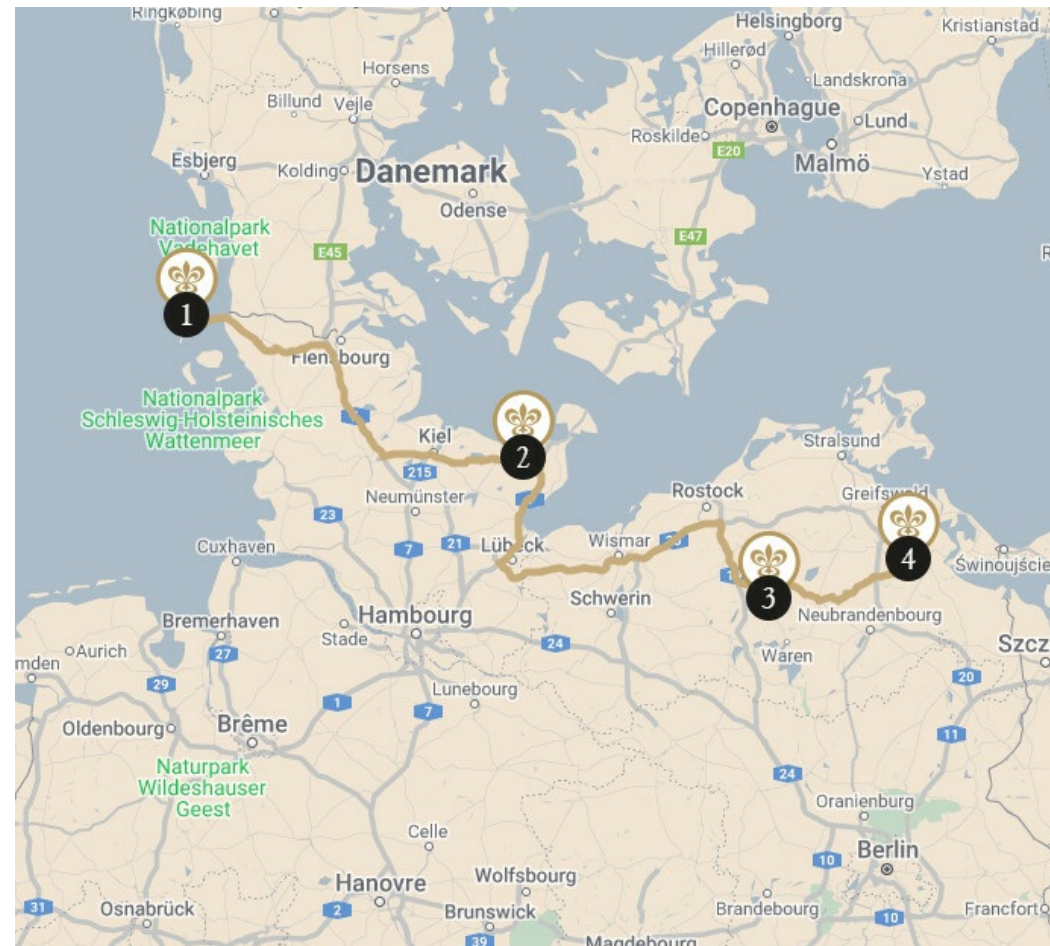 Ringkøbing
Helsingborg
Kristianstad
Hillerød
Horsens
Landskrona
Billund
Vejle
Copenhague
Lund
Roskilde
E20
Malmö
Esbjerg
Kolding
Danemark
Ystad
Odense
Nationalpark
Vadehavet
E47
E45
1
Flensbourg
Nationalpark
Schleswig-Holsteinisches
Wattenmeer
Kiel
2
Stralsund
215
Neumünster
Rostock
Greifswald
23
Cuxhaven
7
21
Lübeck
Wismar
4
Świnoujście
3
Schwerin
Bremerhaven
Hambourg
Stade
Neubrandenbourg
Aurich
27
24
Waren
Szcz
mden
29
Lunebourg
20
1
7
Oldenbourg
Brême
11
Naturpark
Wildeshauser
Geest
24
Oranienburg
Celle
Berlin
10
Hanovre
Wolfsbourg
31
Osnabrück
2
Brunswick
Brandebourg
10
Francfort
39
Magdebourg